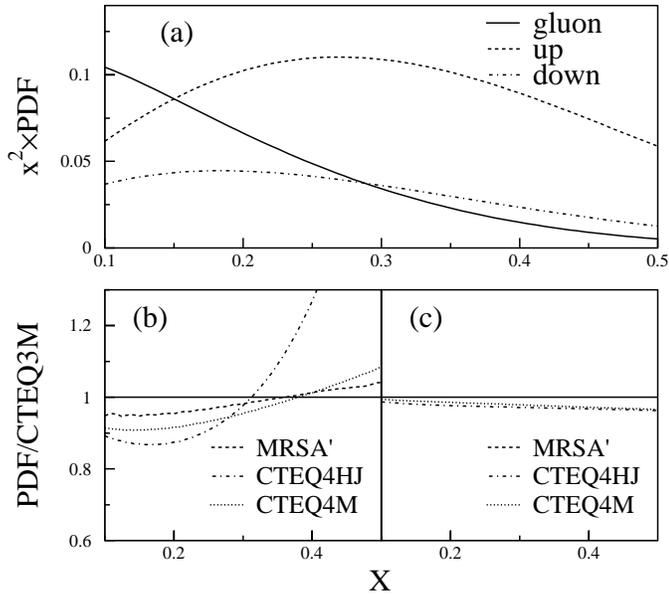 (a)
gluon
up
down
x²×PDF
0.1
0.05
0
0.1 0.2 0.3 0.4 0.5
(b) (c)
PDF/CTEQ3M
1.2
1
0.8
0.6
MRSA' MRSA'
CTEQ4HJ CTEQ4HJ
CTEQ4M CTEQ4M
0.2 0.4 0.2 0.4
X